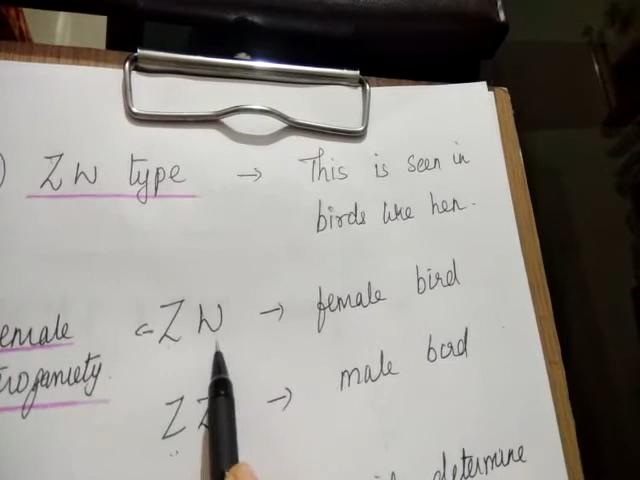 ) ZW type → This is seen in
birds like hen.
ZW → female bird
ZZ → male bird
determine